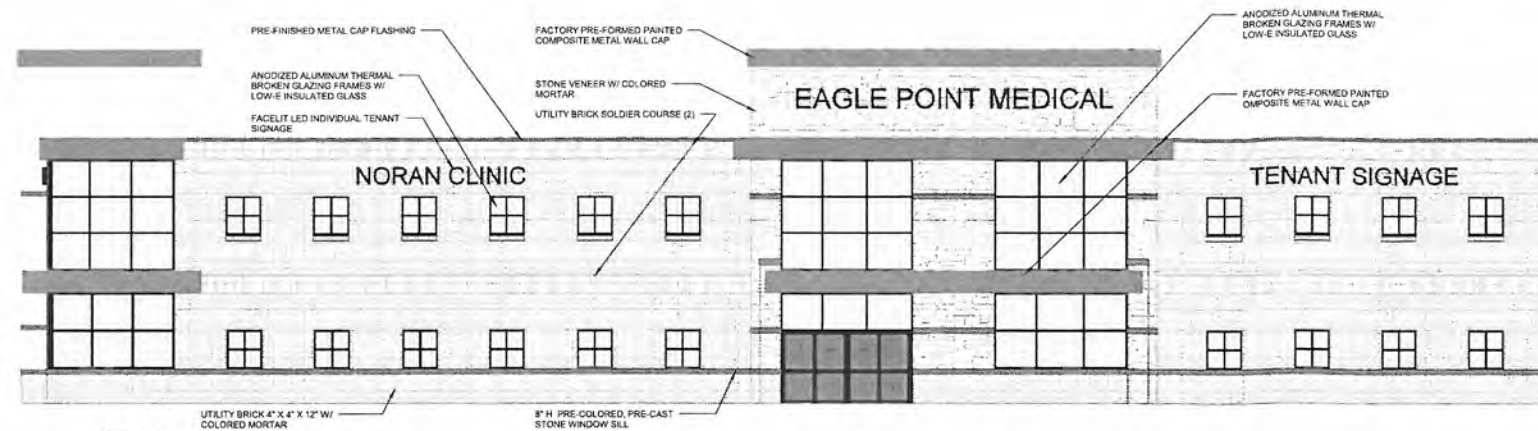 PRE-FINISHED METAL CAP FLASHING
ANODIZED ALUMINUM THERMAL
BROKEN GLAZING FRAMES W/
LOW-E INSULATED GLASS
FACELIT LED INDIVIDUAL TENANT
SIGNAGE
FACTORY PRE-FORMED PAINTED
COMPOSITE METAL WALL CAP
STONE VENEER W/ COLORED
MORTAR
UTILITY BRICK SOLDIER COURSE (2)
ANODIZED ALUMINUM THERMAL
BROKEN GLAZING FRAMES W/
LOW-E INSULATED GLASS
FACTORY PRE-FORMED PAINTED
OMPOSITE METAL WALL CAP
EAGLE POINT MEDICAL
NORAN CLINIC
TENANT SIGNAGE
UTILITY BRICK 4" X 4" X 12" W/
COLORED MORTAR
8" H PRE-COLORED, PRE-CAST
STONE WINDOW SILL